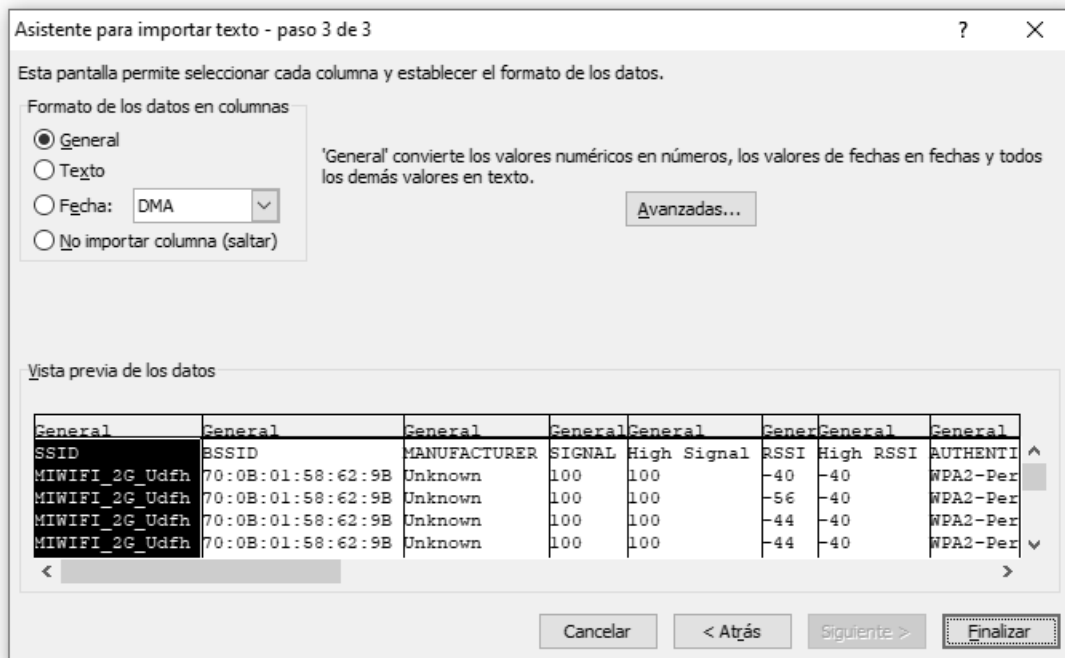 Asistente para importar texto - paso 3 de 3
Esta pantalla permite seleccionar cada columna y establecer el formato de los datos.
Formato de los datos en columnas
General
Texto
Fecha: DMA
No importar columna (saltar)
'General' convierte los valores numéricos en números, los valores de fechas en fechas y todos
los demás valores en texto.
Avanzadas...
Vista previa de los datos
General General General General General Gener General General
SSID BSSID MANUFACTURER SIGNAL High Signal RSSI High RSSI AUTHENTI
MIWIFI_2G_Udfh 70:0B:01:58:62:9B Unknown 100 100 -40 -40 WPA2-Per
MIWIFI_2G_Udfh 70:0B:01:58:62:9B Unknown 100 100 -56 -40 WPA2-Per
MIWIFI_2G_Udfh 70:0B:01:58:62:9B Unknown 100 100 -44 -40 WPA2-Per
MIWIFI_2G_Udfh 70:0B:01:58:62:9B Unknown 100 100 -44 -40 WPA2-Per
Cancelar < Atrás Siguiente > Finalizar